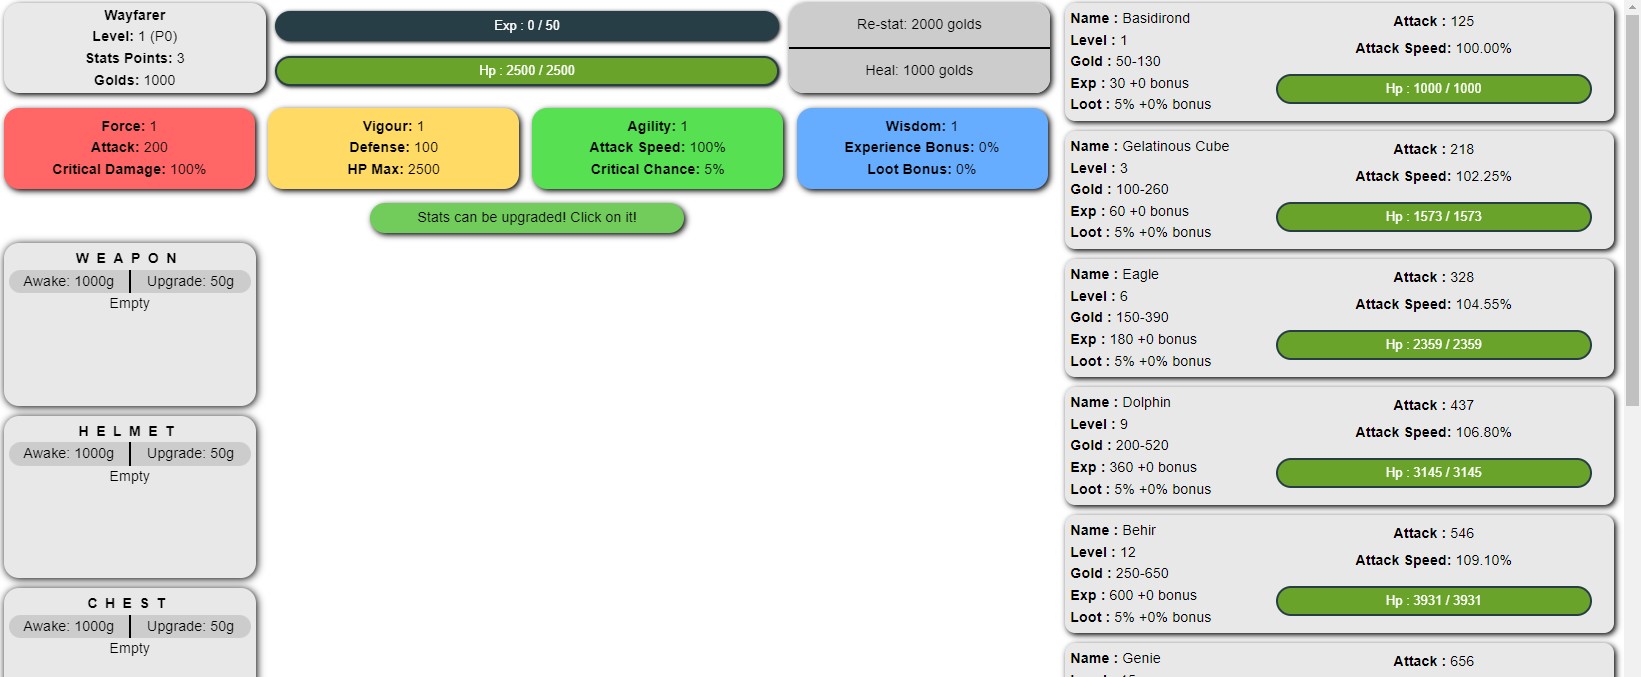 Wayfarer
Level: 1 (P0)
Stats Points: 3
Golds: 1000
Exp : 0 / 50
Hp : 2500 / 2500
Re-stat: 2000 golds
Heal: 1000 golds
Force: 1
Attack: 200
Critical Damage: 100%
Vigour: 1
Defense: 100
HP Max: 2500
Agility: 1
Attack Speed: 100%
Critical Chance: 5%
Wisdom: 1
Experience Bonus: 0%
Loot Bonus: 0%
Stats can be upgraded! Click on it!
WEAPON
Awake: 1000g
Upgrade: 50g
Empty
HELMET
Awake: 1000g
Upgrade: 50g
Empty
CHEST
Awake: 1000g
Upgrade: 50g
Empty
Name : Basidirond
Level : 1
Gold : 50-130
Exp : 30 +0 bonus
Loot : 5% +0% bonus
Attack : 125
Attack Speed: 100.00%
Hp : 1000 / 1000
Name : Gelatinous Cube
Level : 3
Gold : 100-260
Exp : 60 +0 bonus
Loot : 5% +0% bonus
Attack : 218
Attack Speed: 102.25%
Hp : 1573 / 1573
Name : Eagle
Level : 6
Gold : 150-390
Exp : 180 +0 bonus
Loot : 5% +0% bonus
Attack : 328
Attack Speed: 104.55%
Hp : 2359 / 2359
Name : Dolphin
Level : 9
Gold : 200-520
Exp : 360 +0 bonus
Loot : 5% +0% bonus
Attack : 437
Attack Speed: 106.80%
Hp : 3145 / 3145
Name : Behir
Level : 12
Gold : 250-650
Exp : 600 +0 bonus
Loot : 5% +0% bonus
Attack : 546
Attack Speed: 109.10%
Hp : 3931 / 3931
Name : Genie
Attack : 656